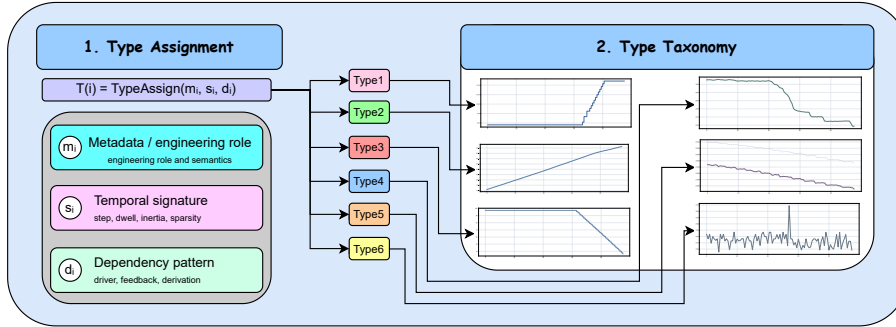 1. Type Assignment
T(i) = TypeAssign(mᵢ, sᵢ, dᵢ)
mᵢ
Metadata / engineering role
engineering role and semantics
sᵢ
Temporal signature
step, dwell, inertia, sparsity
dᵢ
Dependency pattern
driver, feedback, derivation
Type1
Type2
Type3
Type4
Type5
Type6
2. Type Taxonomy